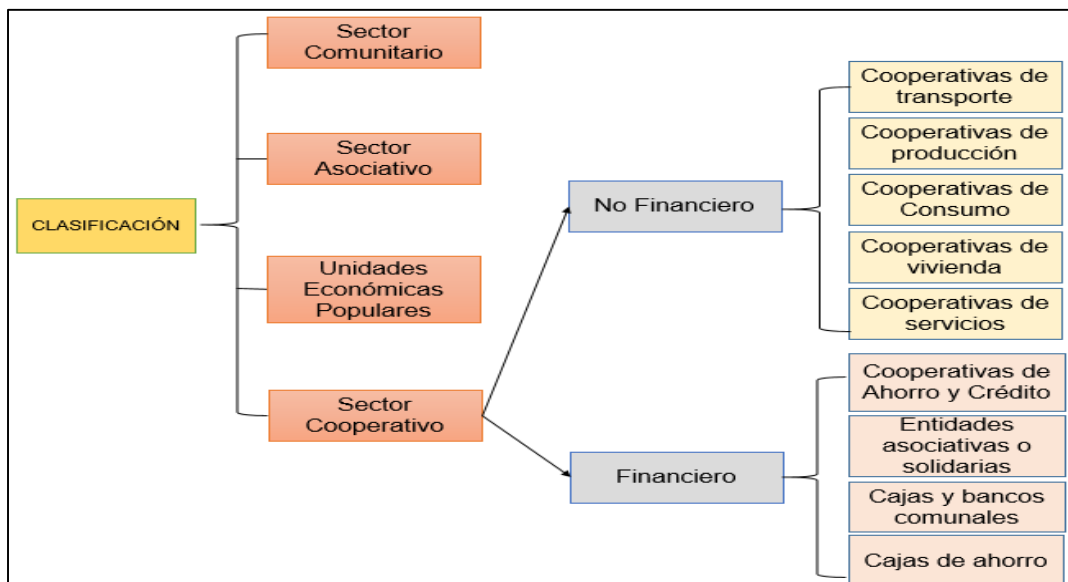 CLASIFICACIÓN
Sector
Comunitario
Sector
Asociativo
Unidades
Económicas
Populares
Sector
Cooperativo
No Financiero
Financiero
Cooperativas de
transporte
Cooperativas de
producción
Cooperativas de
Consumo
Cooperativas de
vivienda
Cooperativas de
servicios
Cooperativas de
Ahorro y Crédito
Entidades
asociativas o
solidarias
Cajas y bancos
comunales
Cajas de ahorro